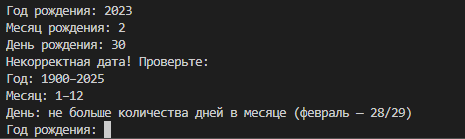 Год рождения: 2023
Месяц рождения: 2
День рождения: 30
Некорректная дата! Проверьте:
Год: 1900–2025
Месяц: 1–12
День: не больше количества дней в месяце (февраль — 28/29)
Год рождения: